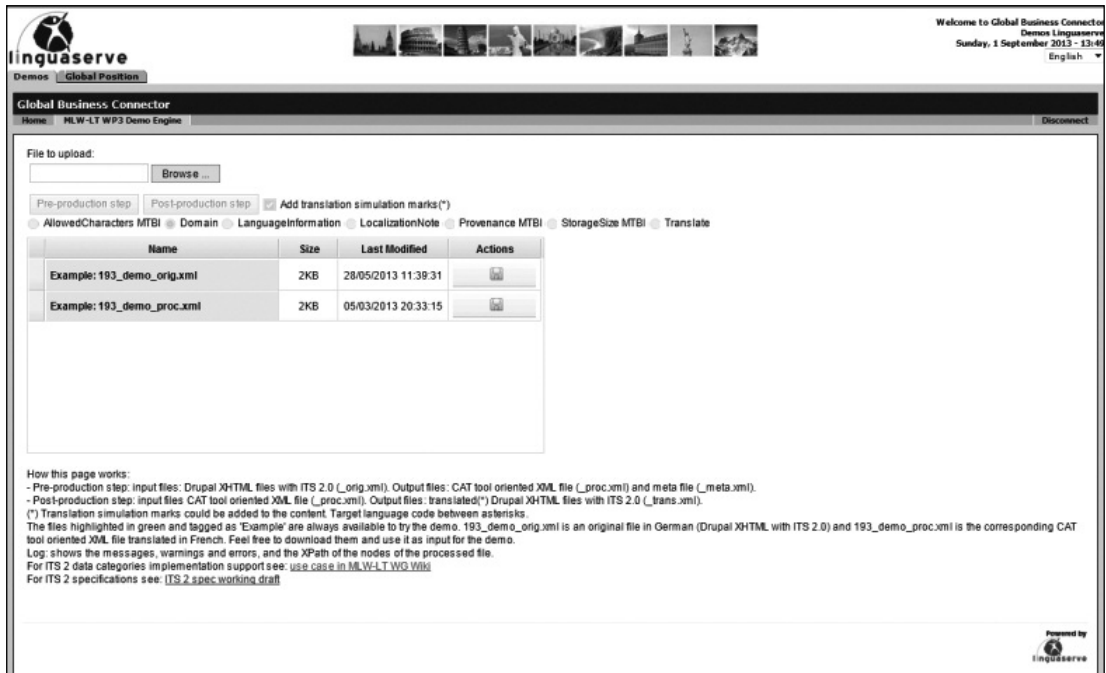 linguaserve
Welcome to Global Business Connector
Demos Linguaserve
Sunday, 1 September 2013 - 13:49
English
Demos Global Position
Global Business Connector
Home MLW-LT WP3 Demo Engine Disconnect
File to upload:
Browse ...
Pre-production step Post-production step Add translation simulation marks(*)
AllowedCharacters MTBI Domain LanguageInformation LocalizationNote Provenance MTBI StorageSize MTBI Translate
Name Size Last Modified Actions
Example: 193_demo_orig.xml 2KB 28/05/2013 11:39:31
Example: 193_demo_proc.xml 2KB 05/03/2013 20:33:15
How this page works:
- Pre-production step: input files: Drupal XHTML files with ITS 2.0 (_orig.xml). Output files: CAT tool oriented XML file (_proc.xml) and meta file (_meta.xml).
- Post-production step: input files CAT tool oriented XML file (_proc.xml). Output files: translated(*) Drupal XHTML files with ITS 2.0 (_trans.xml).
(*) Translation simulation marks could be added to the content. Target language code between asterisks.
The files highlighted in green and tagged as 'Example' are always available to try the demo. 193_demo_orig.xml is an original file in German (Drupal XHTML with ITS 2.0) and 193_demo_proc.xml is the corresponding CAT
tool oriented XML file translated in French. Feel free to download them and use it as input for the demo.
Log: shows the messages, warnings and errors, and the XPath of the nodes of the processed file.
For ITS 2 data categories implementation support see: use case in MLW-LT WG Wiki
For ITS 2 specifications see: ITS 2 spec working draft
Powered by
linguaserve